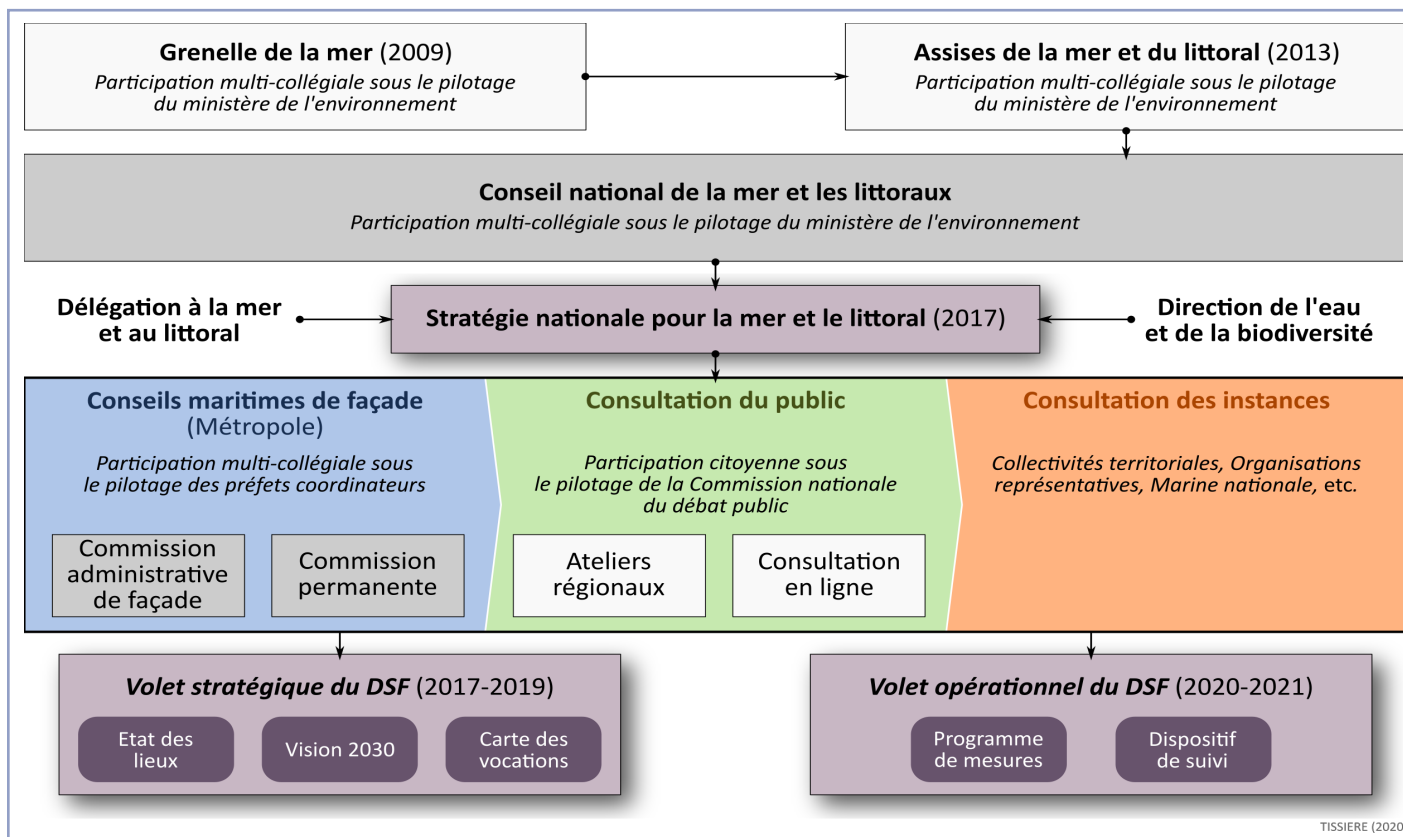 Grenelle de la mer (2009)
Participation multi-collégiale sous le pilotage
du ministère de l'environnement
Assises de la mer et du littoral (2013)
Participation multi-collégiale sous le pilotage
du ministère de l'environnement
Conseil national de la mer et les littoraux
Participation multi-collégiale sous le pilotage du ministère de l'environnement
Délégation à la mer
et au littoral
Stratégie nationale pour la mer et le littoral (2017)
Direction de l'eau
et de la biodiversité
Conseils maritimes de façade
(Métropole)
Participation multi-collégiale sous
le pilotage des préfets coordinateurs
Commission
administrative
de façade
Commission
permanente
Consultation du public
Participation citoyenne sous
le pilotage de la Commission nationale
du débat public
Ateliers
régionaux
Consultation
en ligne
Consultation des instances
Collectivités territoriales, Organisations
représentatives, Marine nationale, etc.
Volet stratégique du DSF (2017-2019)
Etat des
lieux
Vision 2030
Carte des
vocations
Volet opérationnel du DSF (2020-2021)
Programme
de mesures
Dispositif
de suivi
TISSIERE (2020